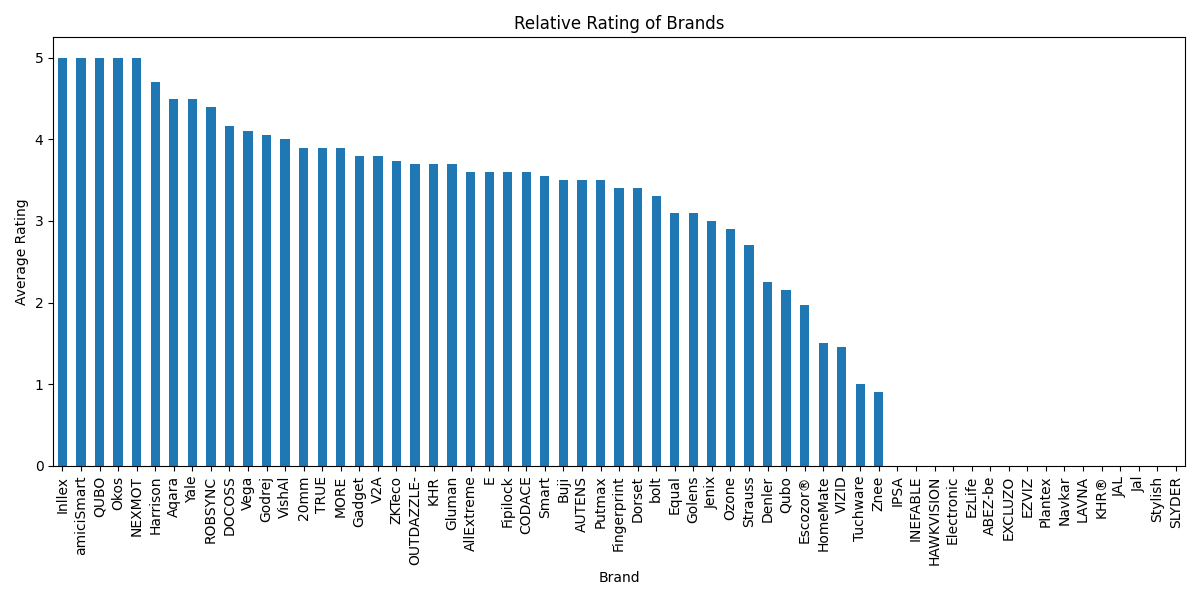 Relative Rating of Brands
Average Rating
5
4
3
2
1
0
Inlllex
amiciSmart
QUBO
Okos
NEXMOT
Harrison
Aqara
Yale
ROBSYNC
DOCOSS
Vega
Godrej
VishAl
20mm
TRUE
MORE
Gadget
V2A
ZKTeco
OUTDAZZLE-
KHR
Gluman
AllExtreme
E
Fipilock
CODACE
Smart
Buji
AUTENS
Putmax
Fingerprint
Dorset
bolt
Equal
Golens
Jenix
Ozone
Strauss
Denler
Qubo
Escozor®
HomeMate
VIZID
Tuchware
Znee
IPSA
INEFABLE
HAWKVISION
Electronic
EzLife
ABEZ-be
EXCLUZO
EZVIZ
Plantex
Navkar
LAVNA
KHR®
JAL
Jal
Stylish
SLYDER
Brand